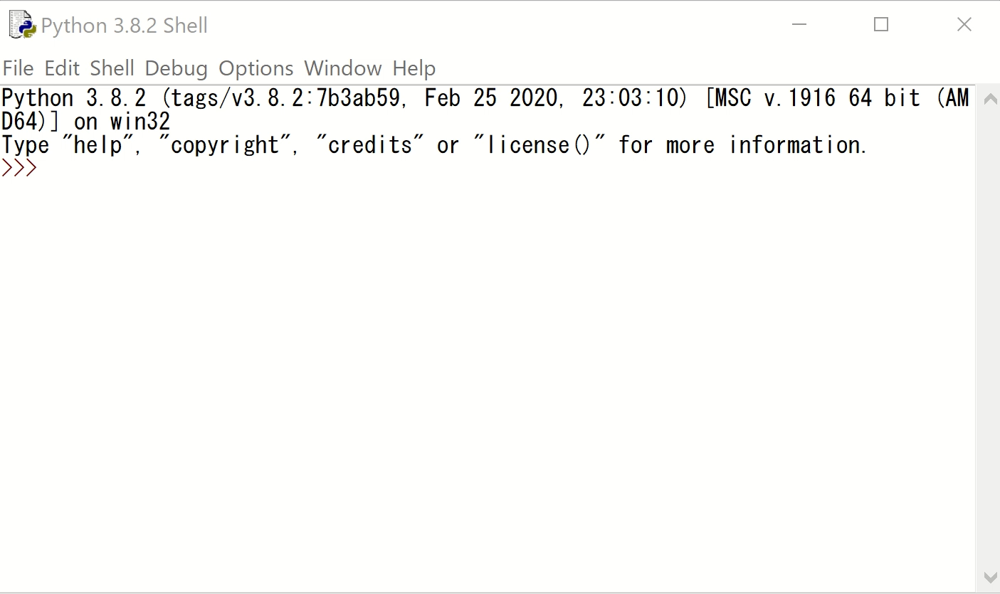 Python 3.8.2 Shell
File Edit Shell Debug Options Window Help
Python 3.8.2 (tags/v3.8.2:7b3ab59, Feb 25 2020, 23:03:10) [MSC v.1916 64 bit (AM
D64)] on win32
Type "help", "copyright", "credits" or "license()" for more information.
>>>